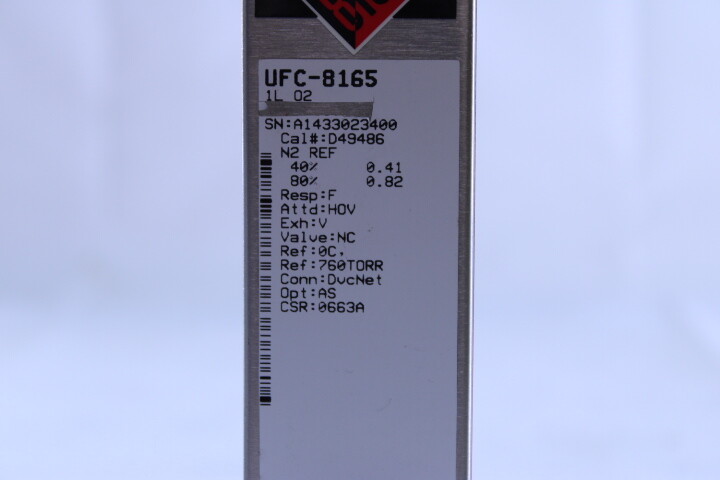 UFC-8165
1L O2
SN:A1433023400
Cal#:D49486
N2 REF
40% 0.41
80% 0.82
Resp:F
Attd:HOV
Exh:V
Valve:NC
Ref:0C,
Ref:760TORR
Conn:DvcNet
Opt:AS
CSR:0663A